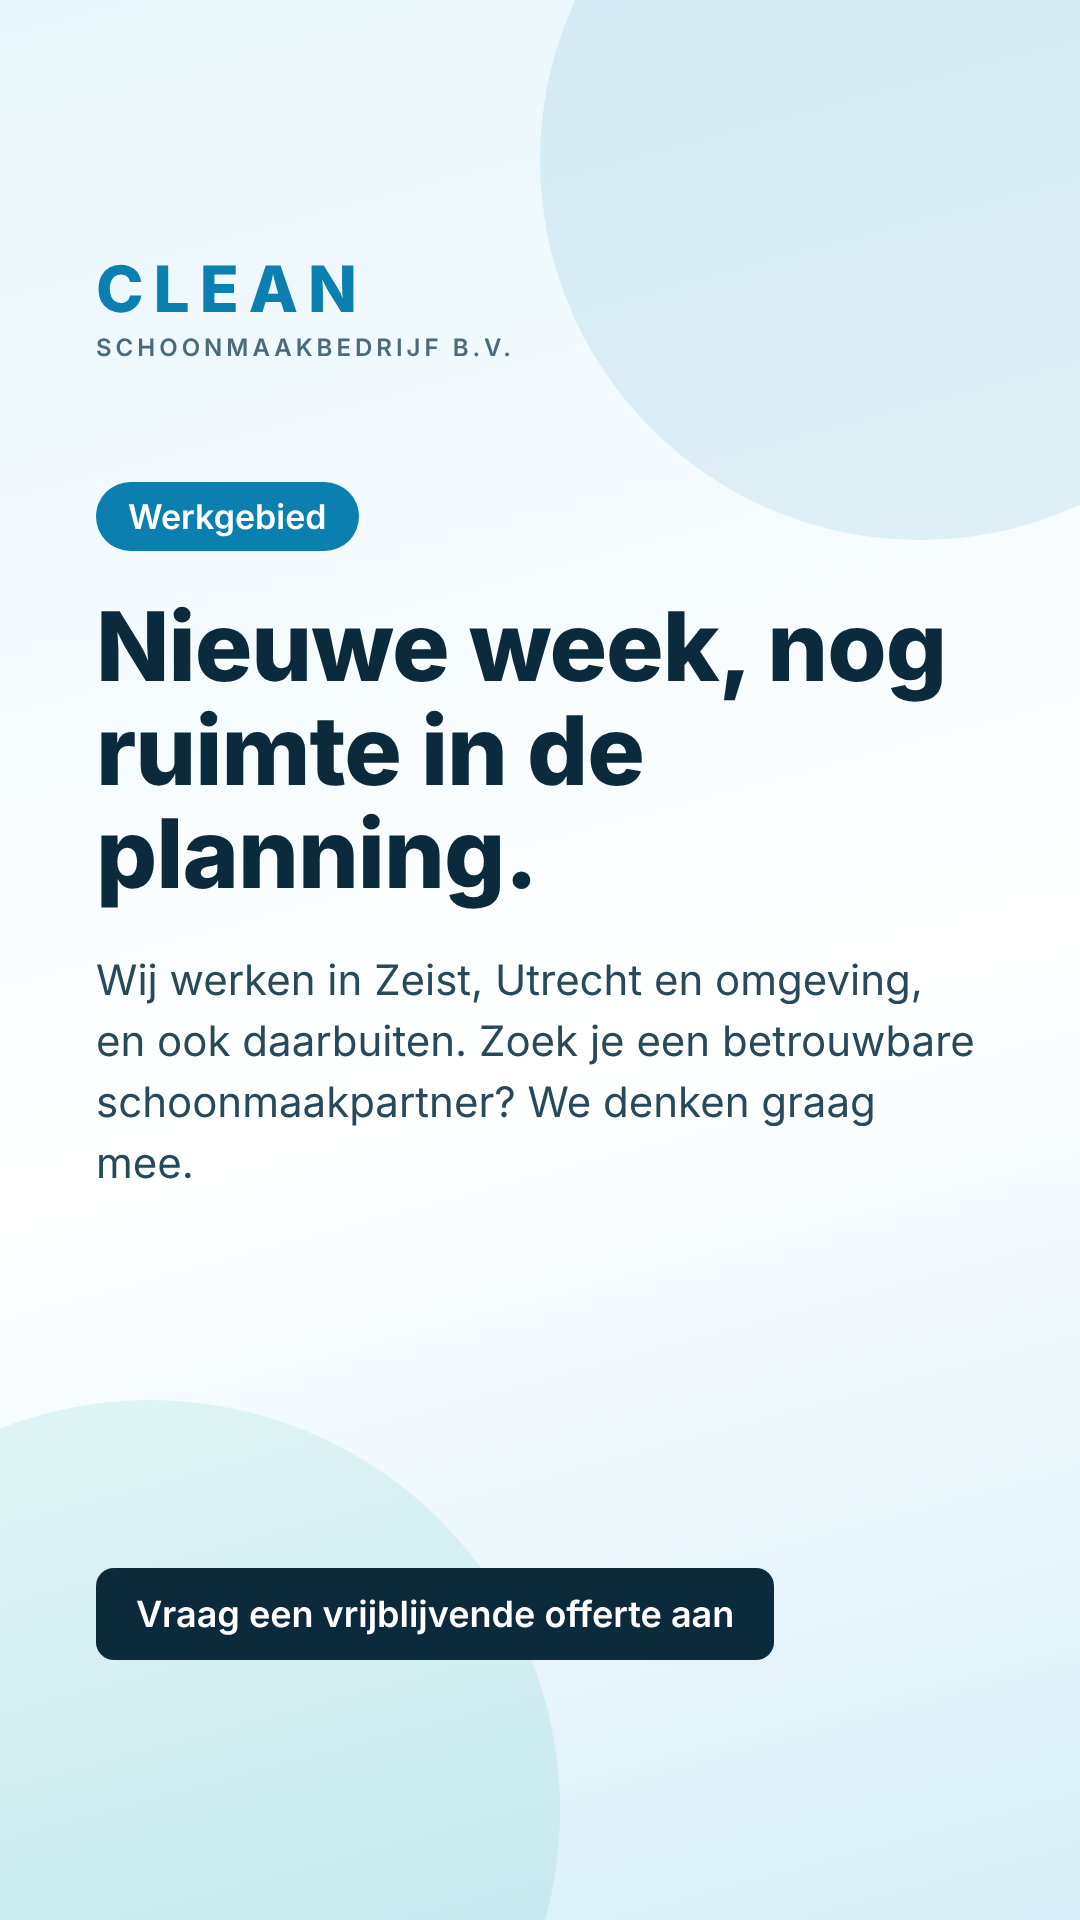 CLEAN
SCHOONMAAKBEDRIJF B.V.
Werkgebied
Nieuwe week, nog
ruimte in de
planning.
Wij werken in Zeist, Utrecht en omgeving,
en ook daarbuiten. Zoek je een betrouwbare
schoonmaakpartner? We denken graag
mee.
Vraag een vrijblijvende offerte aan